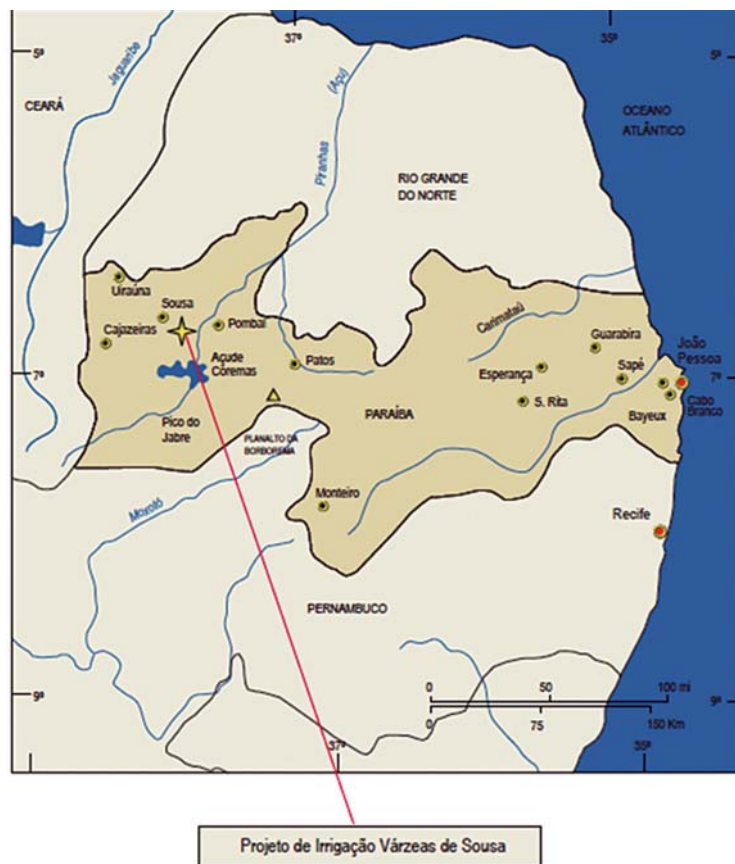 37º
35º
5º
5º
Jaguaribe
CEARÁ
(Açu)
Piranhas
OCEANO
ATLÂNTICO
RIO GRANDE
DO NORTE
Uiraúna
Sousa
Cajazeiras
Pombal
Açude
Coremas
Patos
Carimataú
Guarabira
João
Pessoa
7º
7º
Esperança
Sapé
S. Rita
Cabo
Branco
Bayeux
Pico do
Jabre
PARAÍBA
PLANALTO DA
BORBOREMA
Monteiro
Moxotó
Recife
PERNAMBUCO
0
50
100 mi
0
75
150 Km
9º
9º
37º
35º
Projeto de Irrigação Várzeas de Sousa